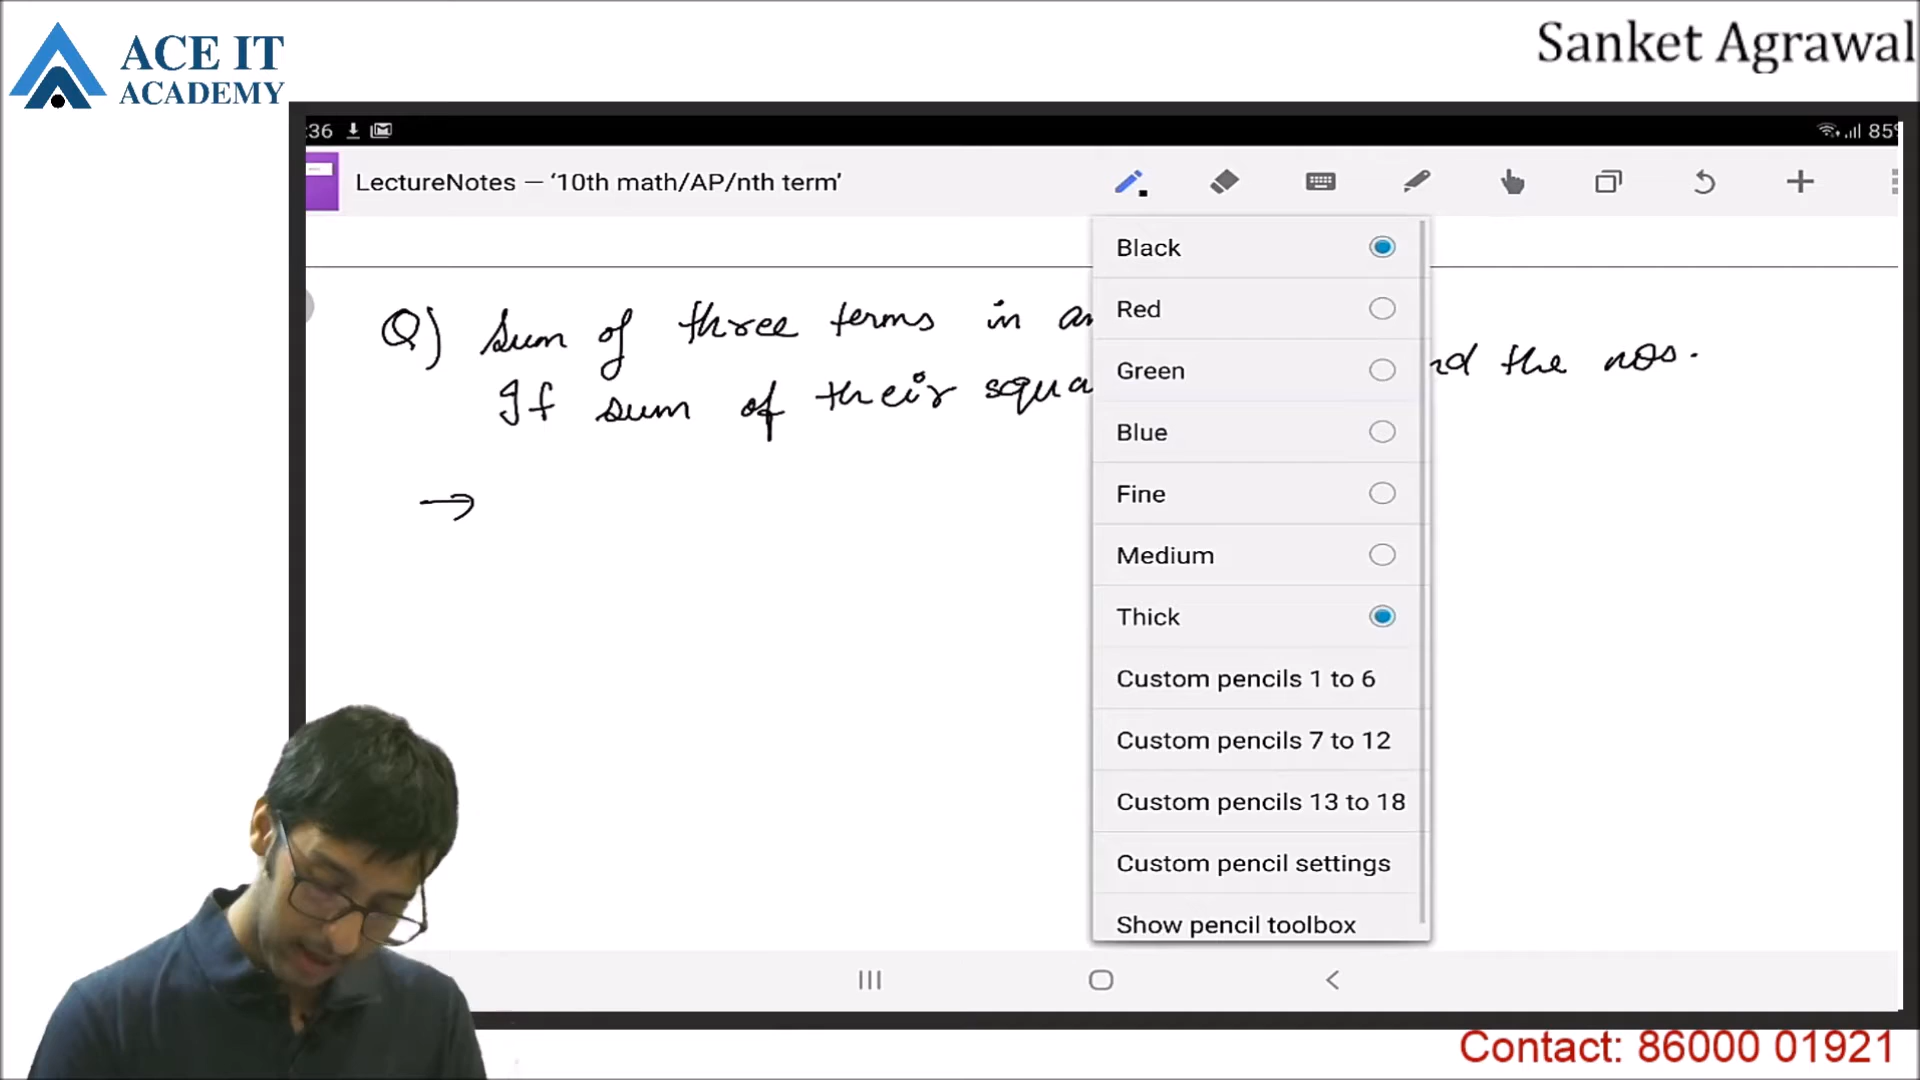 ACE IT
ACADEMY
Sanket Agrawal
:36
85%
LectureNotes — ‘10th math/AP/nth term’
Black
Red
Green
Blue
Fine
Medium
Thick
Custom pencils 1 to 6
Custom pencils 7 to 12
Custom pencils 13 to 18
Custom pencil settings
Show pencil toolbox
Q) Sum of three terms in an
If sum of their squa nd the nos.
Contact: 86000 01921